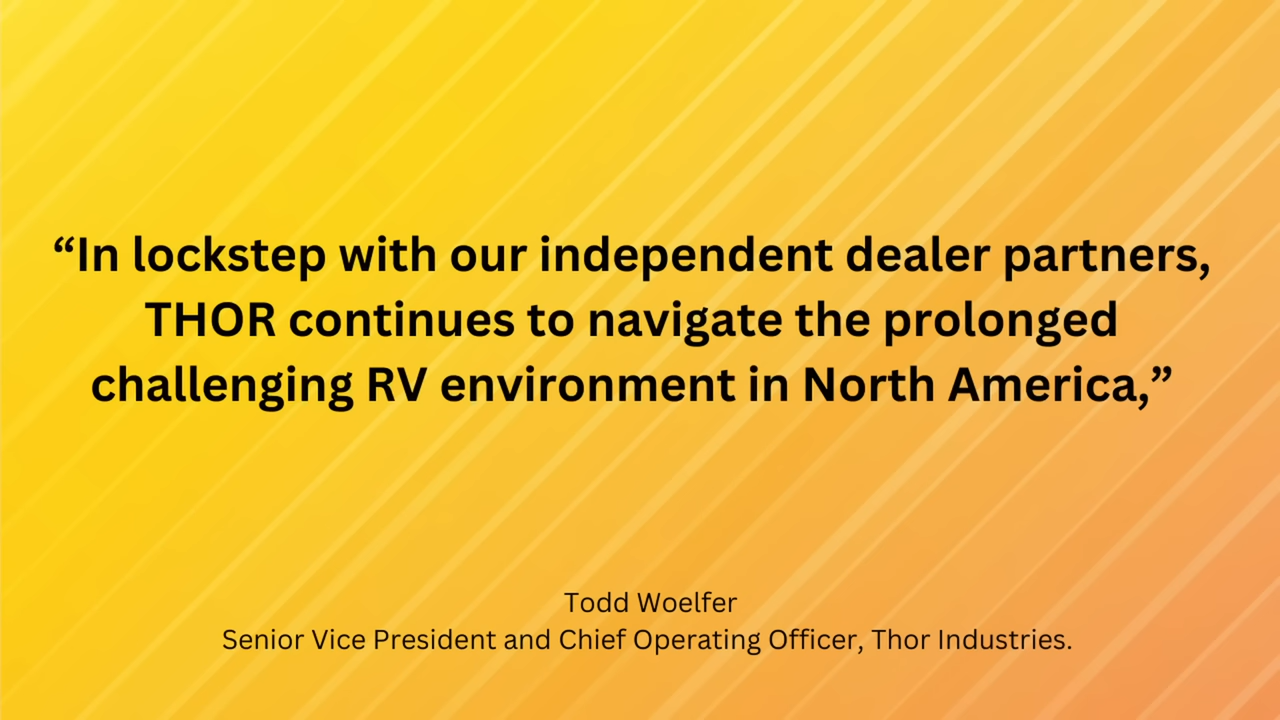 “In lockstep with our independent dealer partners,
THOR continues to navigate the prolonged
challenging RV environment in North America,”
Todd Woelfer
Senior Vice President and Chief Operating Officer, Thor Industries.